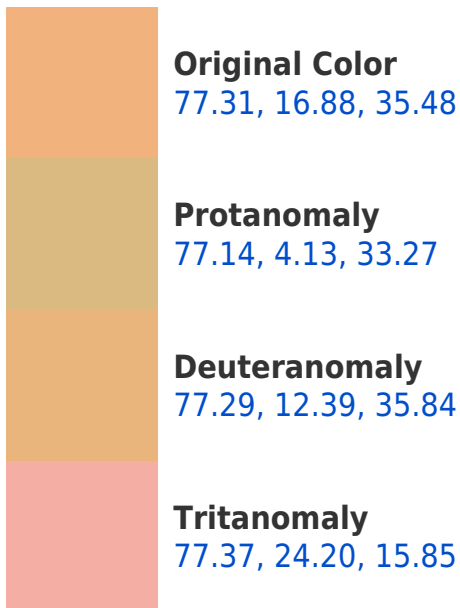 Original Color
77.31, 16.88, 35.48
Protanomaly
77.14, 4.13, 33.27
Deuteranomaly
77.29, 12.39, 35.84
Tritanomaly
77.37, 24.20, 15.85